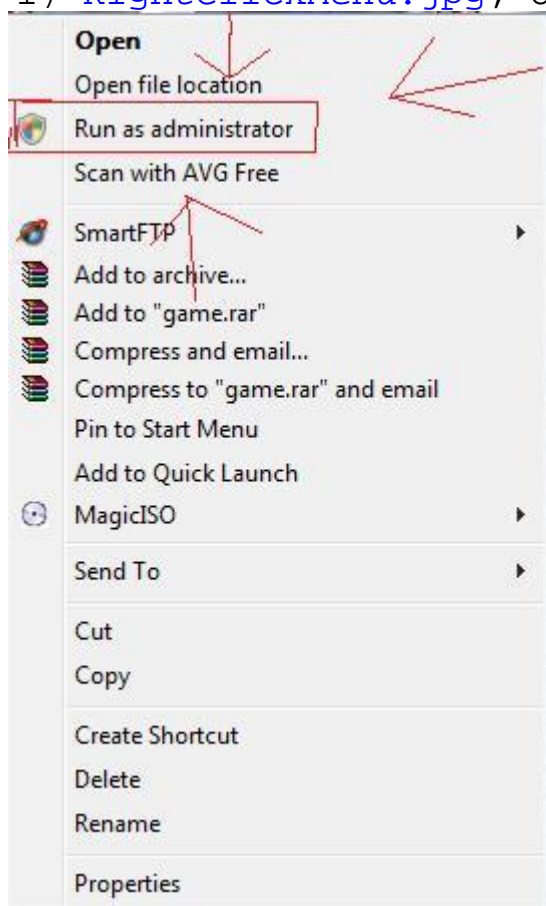 Open
Open file location
Run as administrator
Scan with AVG Free
SmartFTP
Add to archive...
Add to "game.rar"
Compress and email...
Compress to "game.rar" and email
Pin to Start Menu
Add to Quick Launch
MagicISO
Send To
Cut
Copy
Create Shortcut
Delete
Rename
Properties